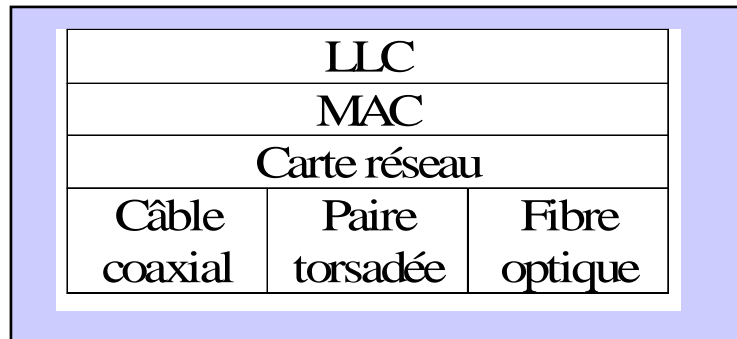 LLC
MAC
Carte réseau
Câble coaxial
Paire torsadée
Fibre optique